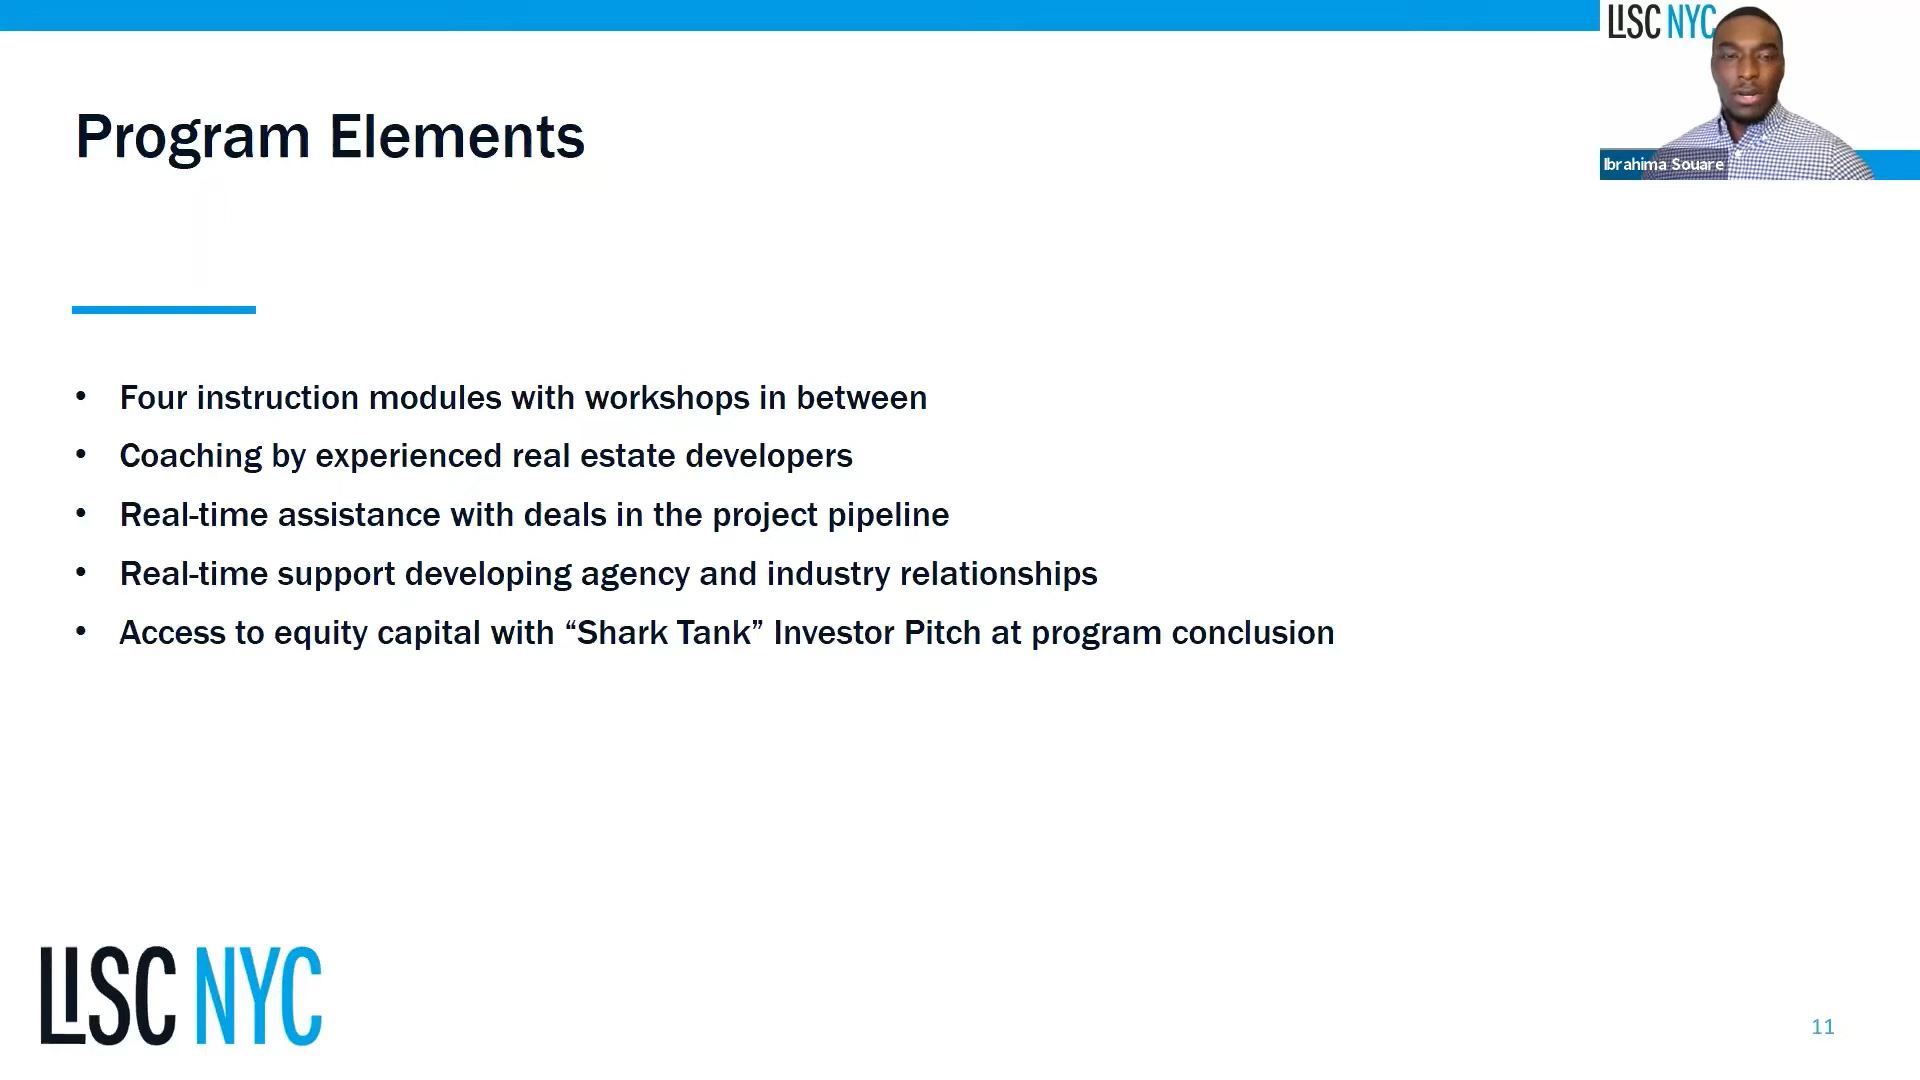 LISC NYC
Ibrahima Souare
Program Elements
• Four instruction modules with workshops in between
• Coaching by experienced real estate developers
• Real-time assistance with deals in the project pipeline
• Real-time support developing agency and industry relationships
• Access to equity capital with “Shark Tank” Investor Pitch at program conclusion
LISC NYC
11